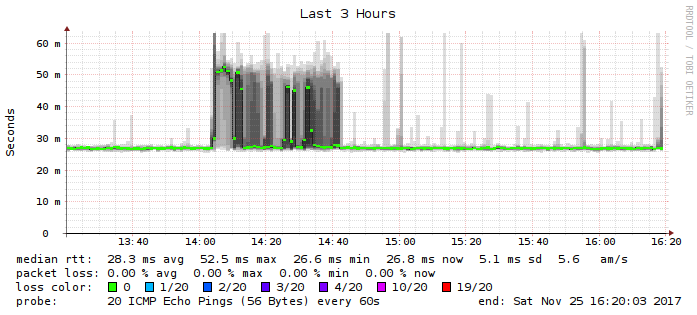 Last 3 Hours
RRDTOOL / TOBI OETIKER
Seconds
60 m
50 m
40 m
30 m
20 m
10 m
0
13:40 14:00 14:20 14:40 15:00 15:20 15:40 16:00 16:20
median rtt: 28.3 ms avg 52.5 ms max 26.6 ms min 26.8 ms now 5.1 ms sd 5.6 am/s
packet loss: 0.00 % avg 0.00 % max 0.00 % min 0.00 % now
loss color: 0 1/20 2/20 3/20 4/20 10/20 19/20
probe: 20 ICMP Echo Pings (56 Bytes) every 60s end: Sat Nov 25 16:20:03 2017